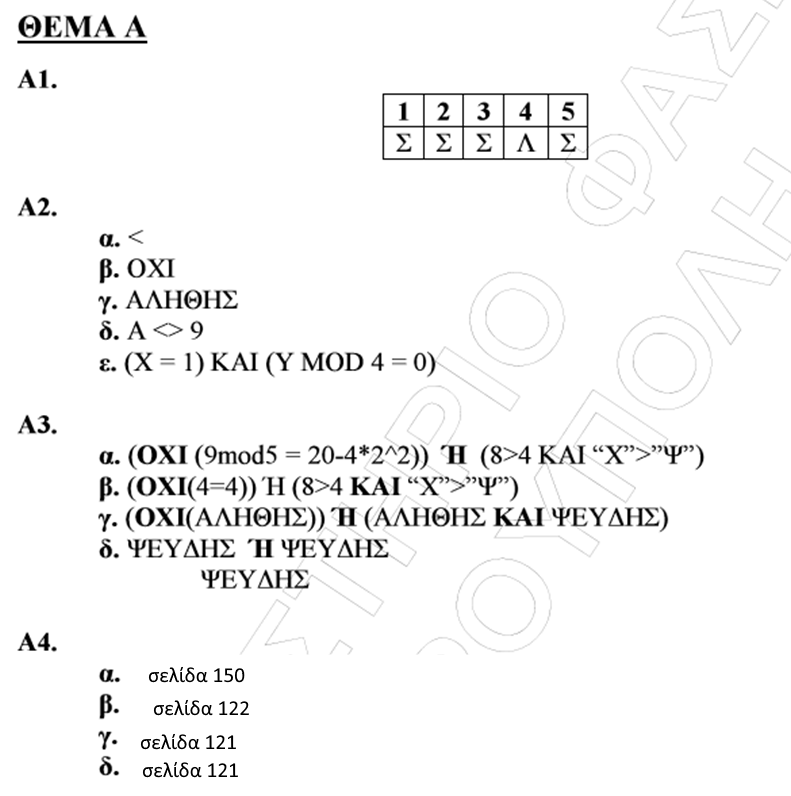 ΘΕΜΑ Α
Α1.
1 2 3 4 5
Σ Σ Σ Λ Σ
Α2.
α. <
β. ΟΧΙ
γ. ΑΛΗΘΗΣ
δ. Α <> 9
ε. (Χ = 1) ΚΑΙ (Υ MOD 4 = 0)
Α3.
α. (ΟΧΙ (9mod5 = 20-4*2^2)) Ή (8>4 ΚΑΙ “Χ”>”Ψ”)
β. (ΟΧΙ(4=4)) Ή (8>4 ΚΑΙ “Χ”>”Ψ”)
γ. (ΟΧΙ(ΑΛΗΘΗΣ)) Ή (ΑΛΗΘΗΣ ΚΑΙ ΨΕΥΔΗΣ)
δ. ΨΕΥΔΗΣ Ή ΨΕΥΔΗΣ
ΨΕΥΔΗΣ
Α4.
α. σελίδα 150
β. σελίδα 122
γ. σελίδα 121
δ. σελίδα 121